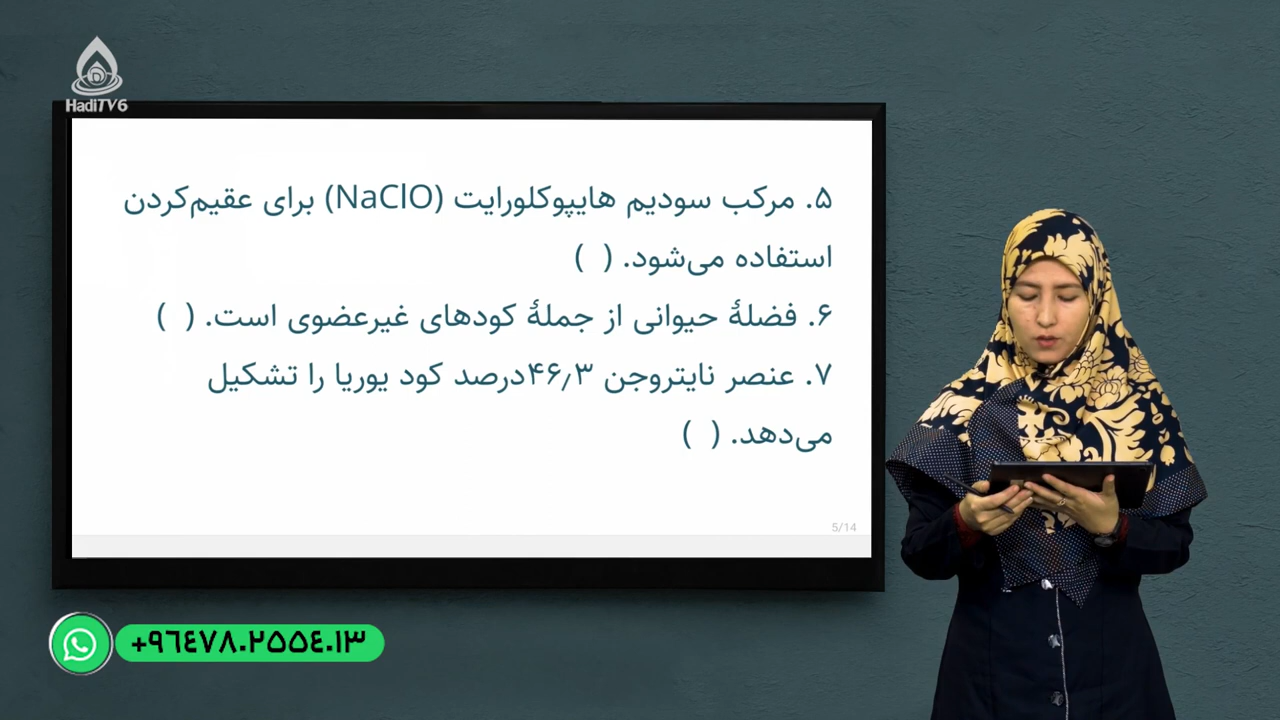 HadiTV6
۵. مرکب سودیم هایپوکلورایت (NaClO) برای عقیم‌کردن
استفاده می‌شود. ( )
۶. فضلهٔ حیوانی از جملهٔ کودهای غیرعضوی است. ( )
۷. عنصر نایتروجن ۴۶٫۳درصد کود یوریا را تشکیل
می‌دهد. ( )
5/14
+٩٦٤٧٨٠٢٥٥٤٠١٣